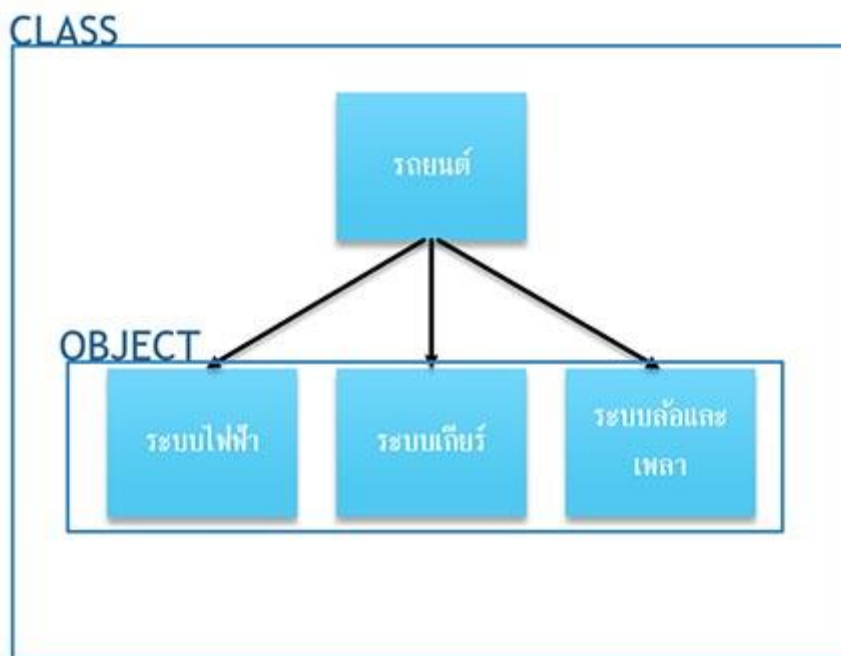 CLASS
รถยนต์
OBJECT
ระบบไฟฟ้า
ระบบเกียร์
ระบบล้อและ
เพลา